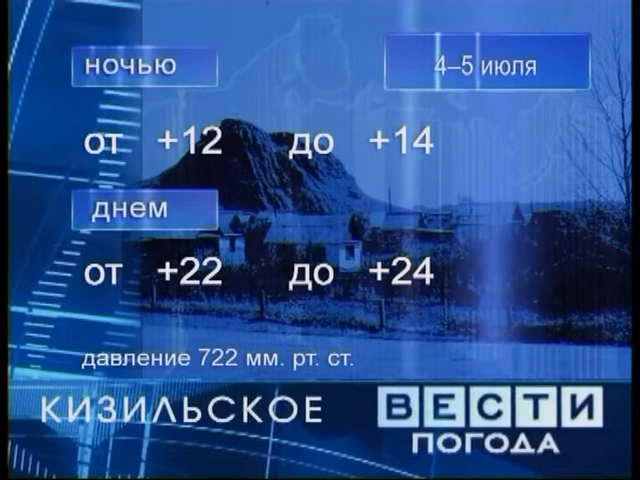 ночью
4–5 июля
от +12 до +14
днем
от +22 до +24
давление 722 мм. рт. ст.
КИЗИЛЬСКОЕ
ВЕСТИ
ПОГОДА